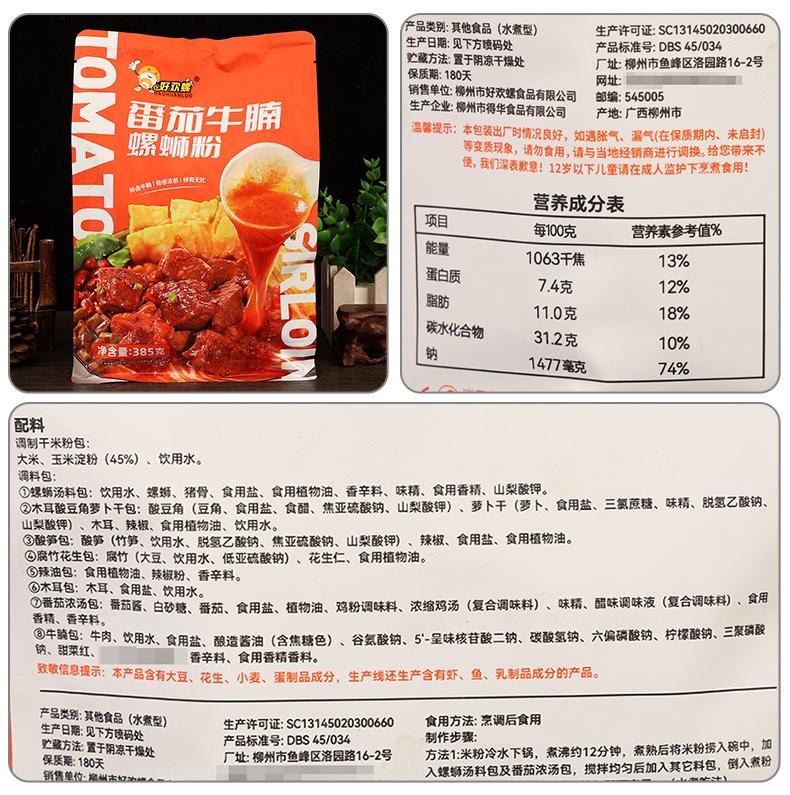 TOMATO
好欢螺
HAOHUANLUO
番茄牛腩
螺蛳粉
鲜卤牛腩 | 茄香浓郁 | 鲜爽无比
SIRLOIN
净含量:385克
产品类别: 其他食品（水煮型）
生产日期: 见下方喷码处
贮藏方法: 置于阴凉干燥处
保质期: 180天
销售单位: 柳州市好欢螺食品有限公司
生产企业: 柳州市得华食品有限公司
生产许可证: SC13145020300660
产品标准号: DBS 45/034
厂址: 柳州市鱼峰区洛园路16-2号
网址:
邮编: 545005
产地: 广西柳州市
温馨提示: 本包装出厂时情况良好，如遇胀气、漏气(在保质期内、未启封)
等变质现象，请勿食用，请与当地经销商进行调换。给您带来不
便，我们深表歉意！12岁以下儿童请在成人监护下烹煮食用！
营养成分表
项目 每100克 营养素参考值%
能量 1063千焦 13%
蛋白质 7.4克 12%
脂肪 11.0克 18%
碳水化合物 31.2克 10%
钠 1477毫克 74%
配料
调制干米粉包:
大米、玉米淀粉（45%）、饮用水。
调料包:
①螺蛳汤料包: 饮用水、螺蛳、猪骨、食用盐、食用植物油、香辛料、味精、食用香精、山梨酸钾。
②木耳酸豆角萝卜干包: 酸豆角（豆角、食用盐、食醋、焦亚硫酸钠、山梨酸钾）、萝卜干（萝卜、食用盐、三氯蔗糖、味精、脱氢乙酸钠、
山梨酸钾）、木耳、辣椒、食用植物油、饮用水。
③酸笋包: 酸笋（竹笋、饮用水、脱氢乙酸钠、焦亚硫酸钠、山梨酸钾）、辣椒、食用盐、食用植物油。
④腐竹花生包: 腐竹（大豆、饮用水、低亚硫酸钠）、花生仁、食用植物油。
⑤辣油包: 食用植物油、辣椒粉、香辛料。
⑥木耳包: 木耳、食用盐、饮用水。
⑦番茄浓汤包: 番茄酱、白砂糖、番茄、食用盐、植物油、鸡粉调味料、浓缩鸡汤（复合调味料）、味精、醋味调味液（复合调味料）、食用
香精、香辛料。
⑧牛腩包: 牛肉、饮用水、食用盐、酿造酱油（含焦糖色）、谷氨酸钠、5'-呈味核苷酸二钠、碳酸氢钠、六偏磷酸钠、柠檬酸钠、三聚磷酸
钠、甜菜红、 香辛料、食用香精香料。
致敏信息提示: 本产品含有大豆、花生、小麦、蛋制品成分，生产线还生产含有虾、鱼、乳制品成分的产品。
产品类别: 其他食品（水煮型）
生产日期: 见下方喷码处
贮藏方法: 置于阴凉干燥处
保质期: 180天
销售单位: 柳州市好欢螺食品
生产许可证: SC13145020300660
产品标准号: DBS 45/034
厂址: 柳州市鱼峰区洛园路16-2号
食用方法: 烹调后食用
制作步骤:
方法1:米粉冷水下锅，煮沸约12分钟，煮熟后将米粉捞入碗中，加
入螺蛳汤料包及番茄浓汤包，搅拌均匀后加入其它料包，倒入煮粉